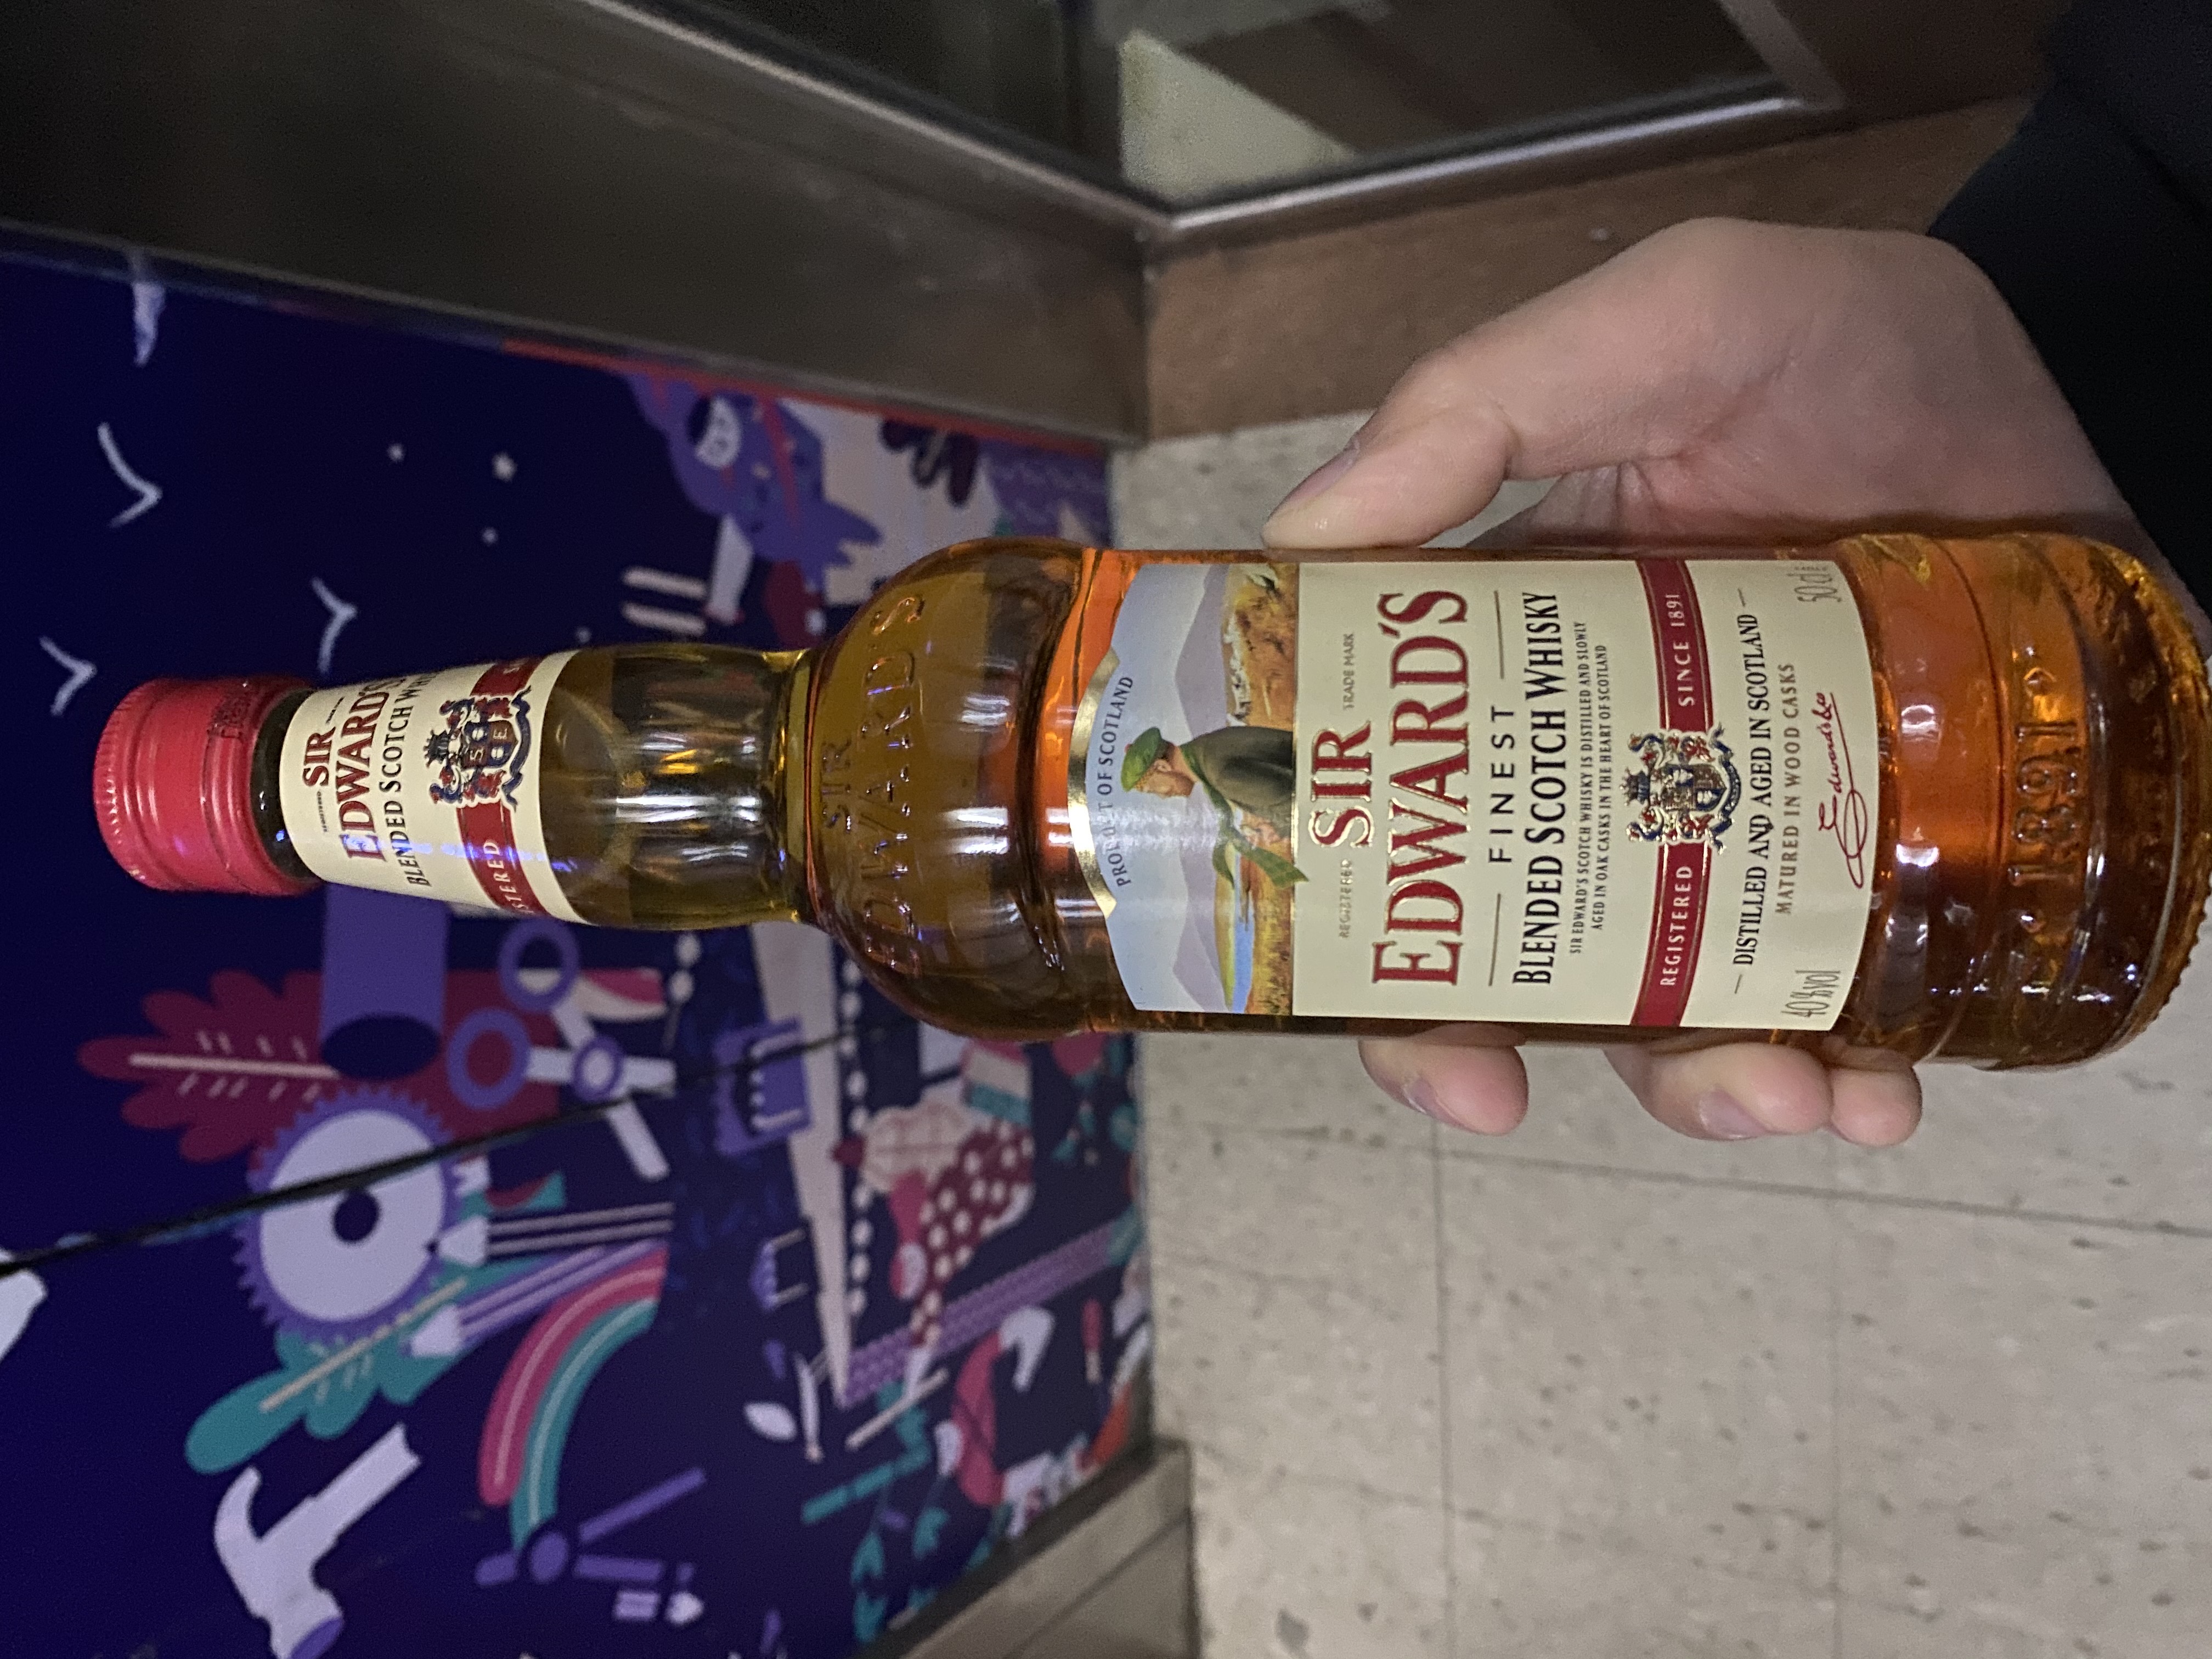 SIR
EDWARD'S
BLENDED SCOTCH
SIR
EDWARD'S
PRODUCT OF SCOTLAND
REGISTERED TRADE MARK
SIR
EDWARD'S
FINEST
BLENDED SCOTCH WHISKY
SIR EDWARD'S SCOTCH WHISKY IS DISTILLED AND SLOWLY
AGED IN OAK CASKS IN THE HEART OF SCOTLAND
REGISTERED SINCE 1891
DISTILLED AND AGED IN SCOTLAND
MATURED IN WOOD CASKS
40%vol 50cl
Edward's & Co
1891